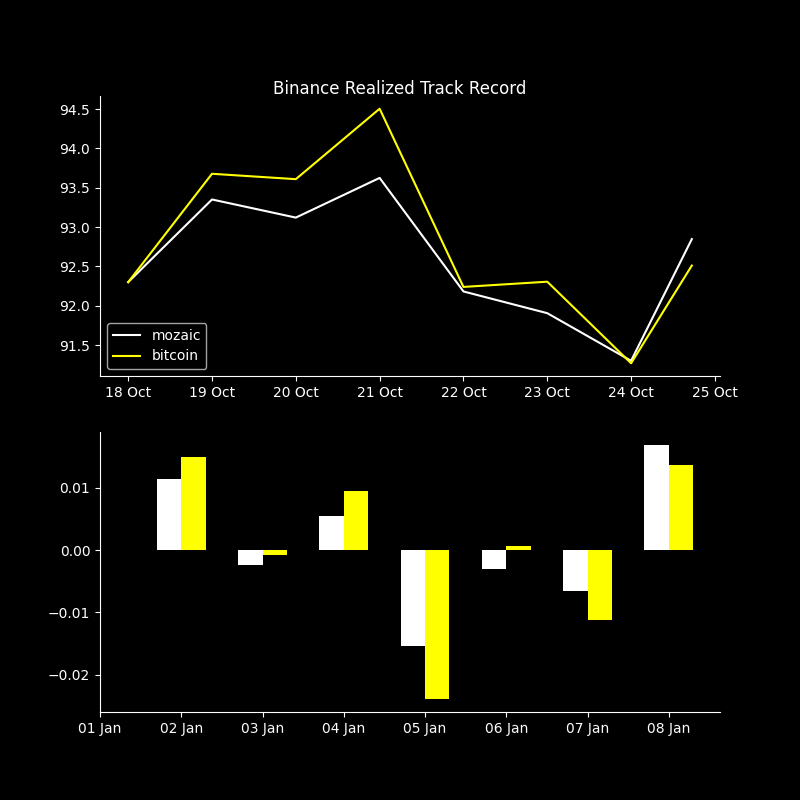 Binance Realized Track Record
94.5
94.0
93.5
93.0
92.5
92.0
91.5
mozaic
bitcoin
18 Oct 19 Oct 20 Oct 21 Oct 22 Oct 23 Oct 24 Oct 25 Oct
0.01
0.00
−0.01
−0.02
01 Jan 02 Jan 03 Jan 04 Jan 05 Jan 06 Jan 07 Jan 08 Jan